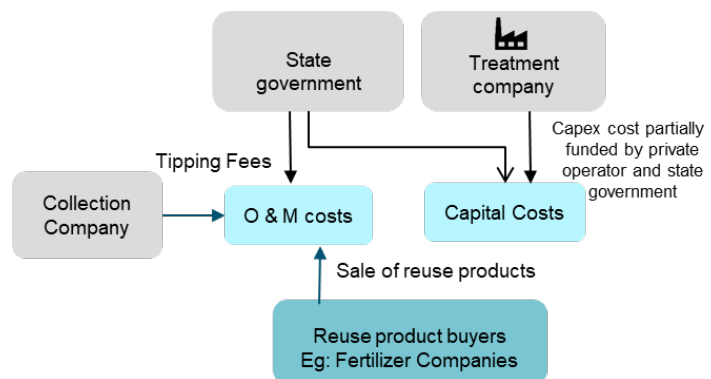 State
government
Treatment
company
Capex cost partially
funded by private
operator and state
government
Tipping Fees
Collection
Company
O & M costs
Capital Costs
Sale of reuse products
Reuse product buyers
Eg: Fertilizer Companies